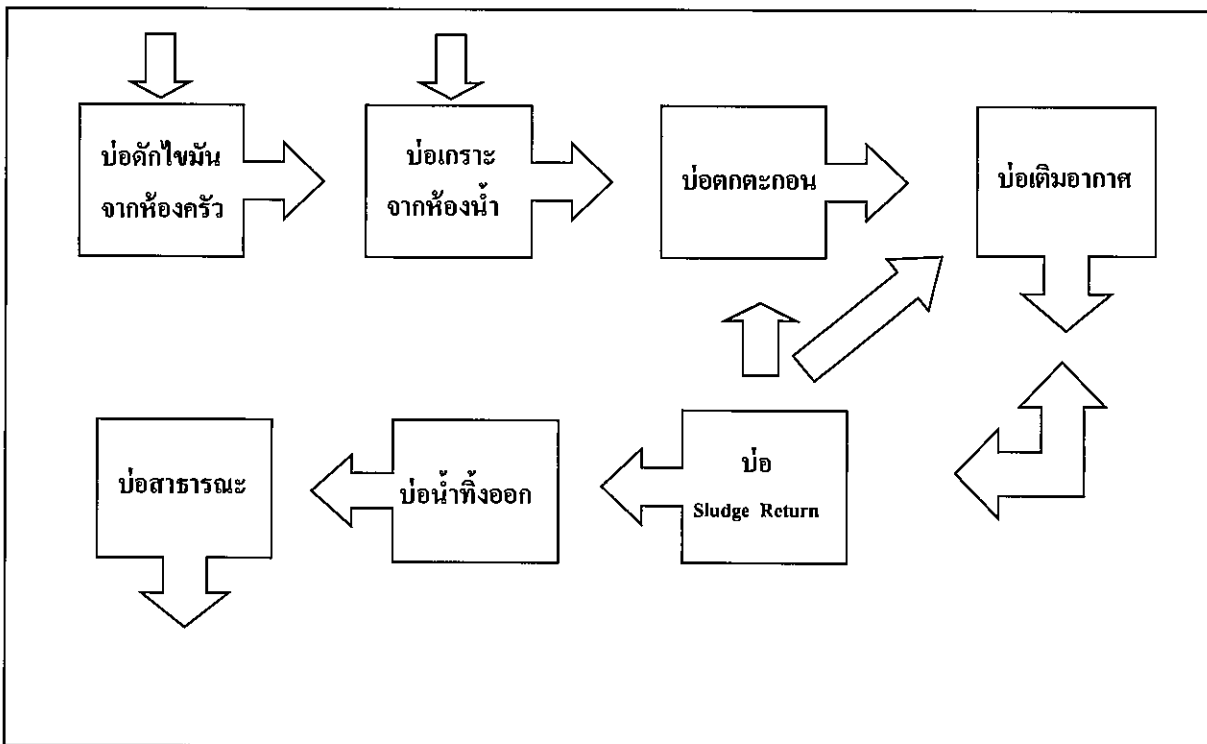 บ่อดักไขมัน
จากห้องครัว
บ่อเกราะ
จากห้องน้ำ
บ่อตกตะกอน
บ่อเติมอากาศ
บ่อสาธารณะ
บ่อน้ำทิ้งออก
บ่อ
Sludge Return